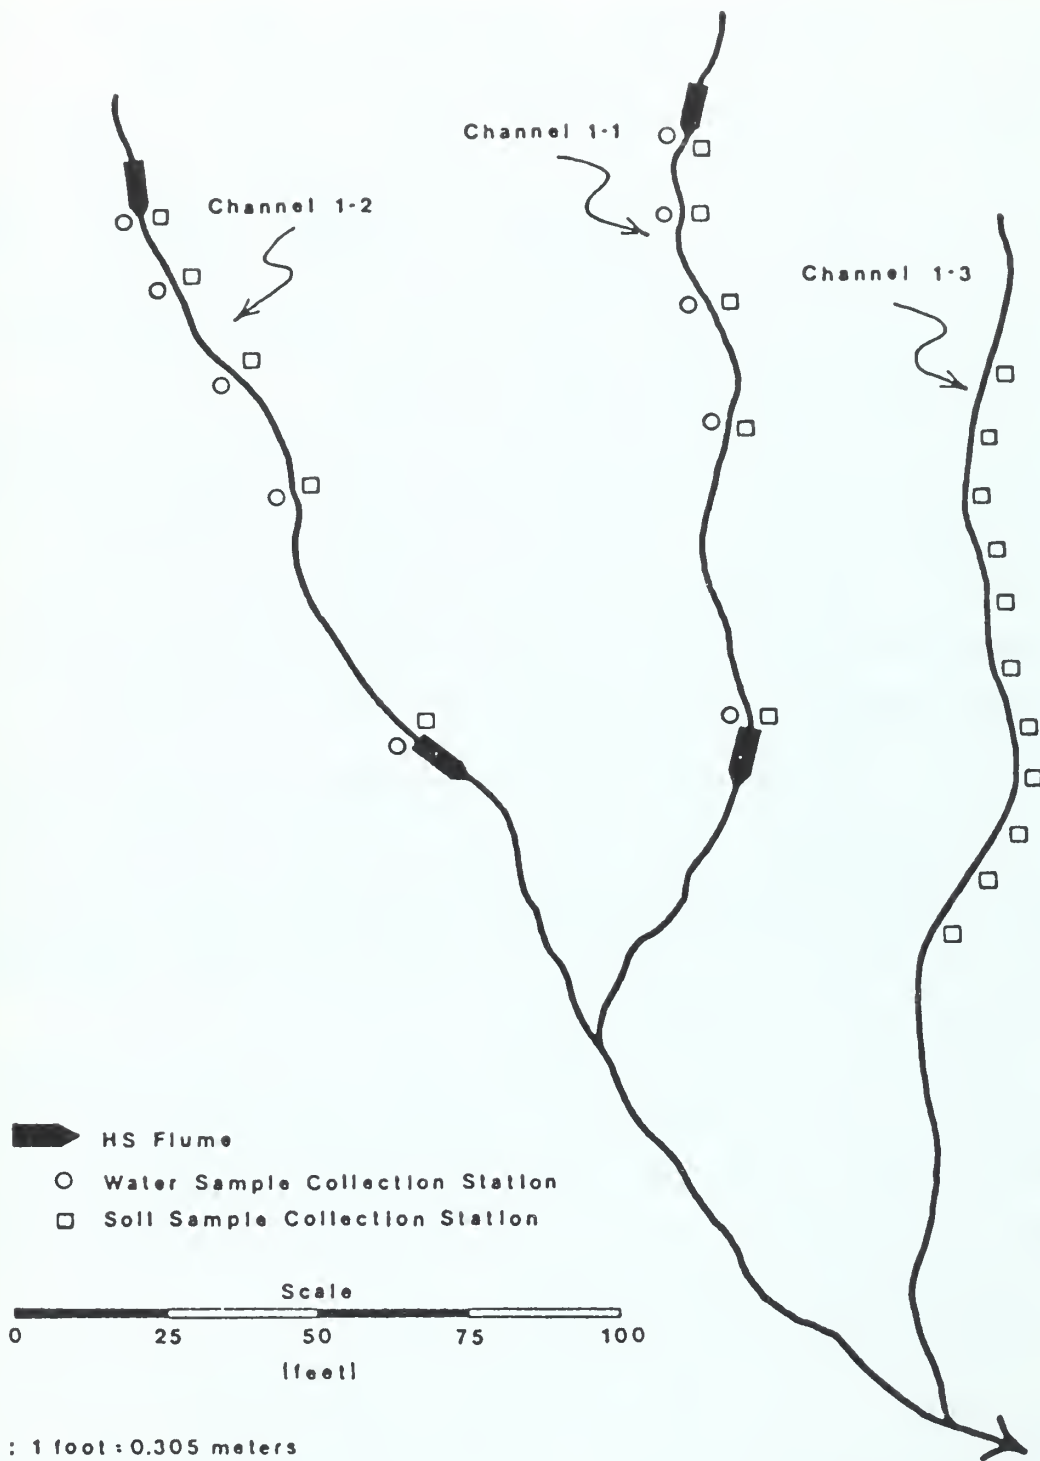 Channel 1-1
Channel 1-2
Channel 1-3
HS Flume
Water Sample Collection Station
Soil Sample Collection Station
Scale
0 25 50 75 100
[feet]
: 1 foot = 0.305 meters